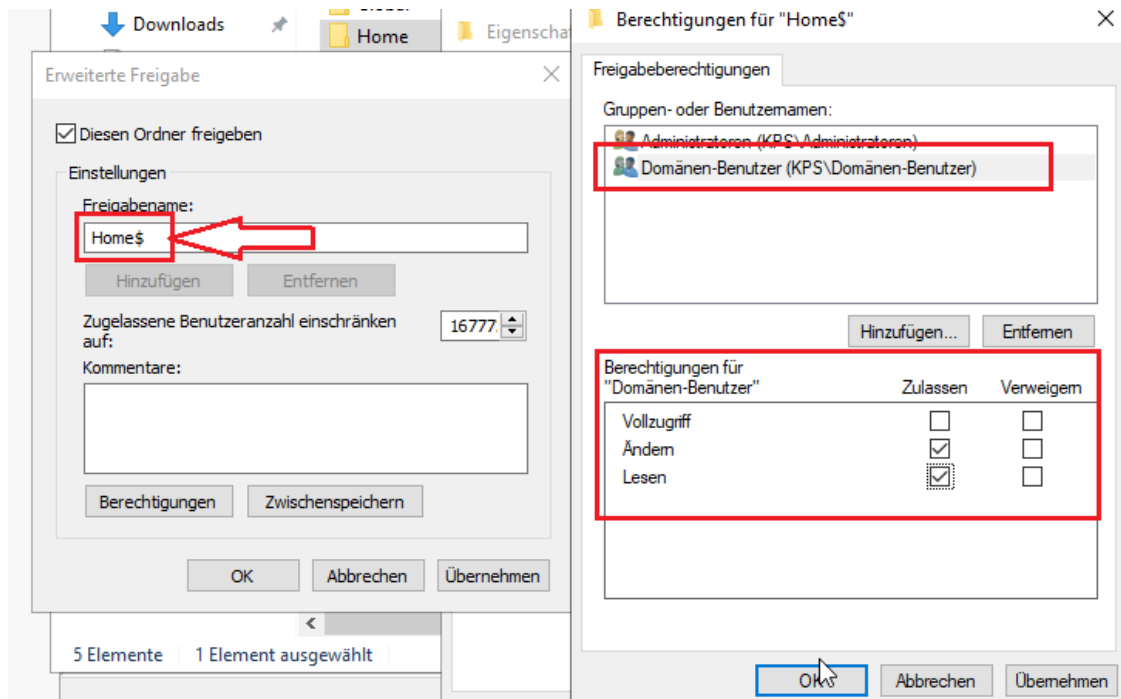 Downloads
Home
Eigenscha
Erweiterte Freigabe
Diesen Ordner freigeben
Einstellungen
Freigabename:
Home$
Hinzufügen
Entfernen
Zugelassene Benutzeranzahl einschränken
auf:
16777
Kommentare:
Berechtigungen
Zwischenspeichern
OK
Abbrechen
Übernehmen
5 Elemente
1 Element ausgewählt
Berechtigungen für "Home$"
Freigabeberechtigungen
Gruppen- oder Benutzernamen:
Administratoren (KPS\Administratoren)
Domänen-Benutzer (KPS\Domänen-Benutzer)
Hinzufügen...
Entfernen
Berechtigungen für
"Domänen-Benutzer" Zulassen Verweigern
Vollzugriff
Ändern
Lesen
OK
Abbrechen
Übernehmen